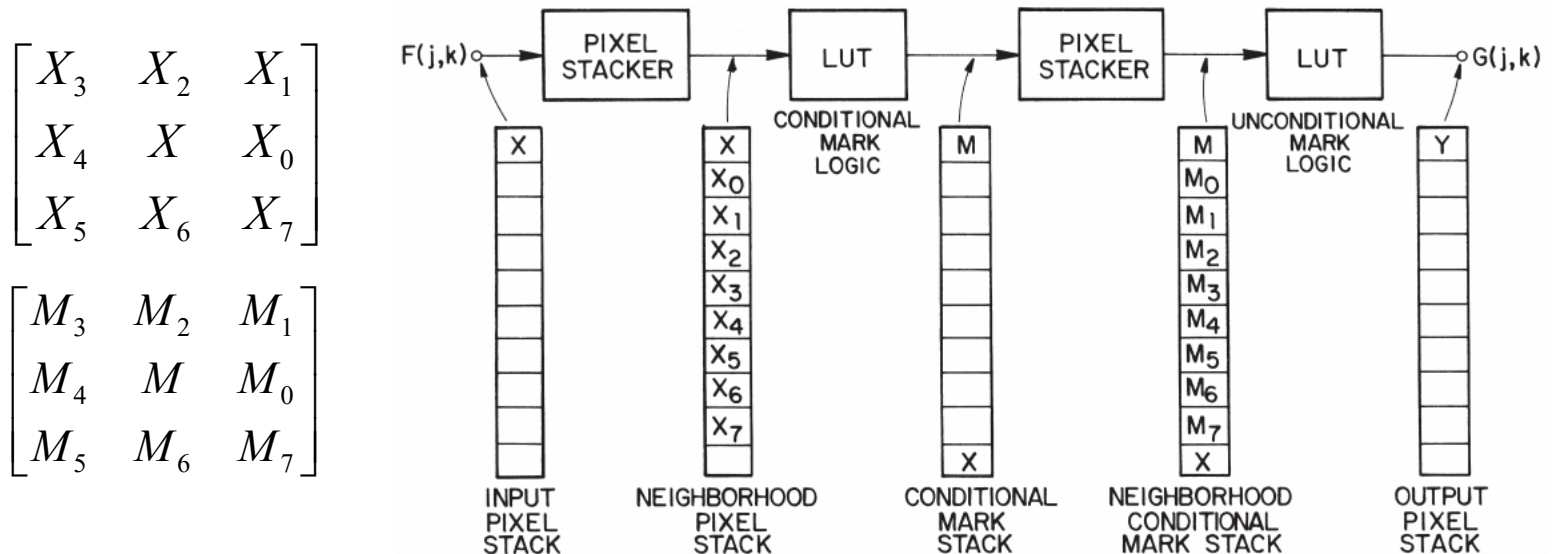 X₃ X₂ X₁
X₄ X X₀
X₅ X₆ X₇
M₃ M₂ M₁
M₄ M M₀
M₅ M₆ M₇
F(j,k)
PIXEL
STACKER
LUT
PIXEL
STACKER
LUT
G(j,k)
CONDITIONAL
MARK
LOGIC
UNCONDITIONAL
MARK
LOGIC
X
X
X₀
X₁
X₂
X₃
X₄
X₅
X₆
X₇
M
X
M
M₀
M₁
M₂
M₃
M₄
M₅
M₆
M₇
X
Y
INPUT
PIXEL
STACK
NEIGHBORHOOD
PIXEL
STACK
CONDITIONAL
MARK
STACK
NEIGHBORHOOD
CONDITIONAL
MARK STACK
OUTPUT
PIXEL
STACK